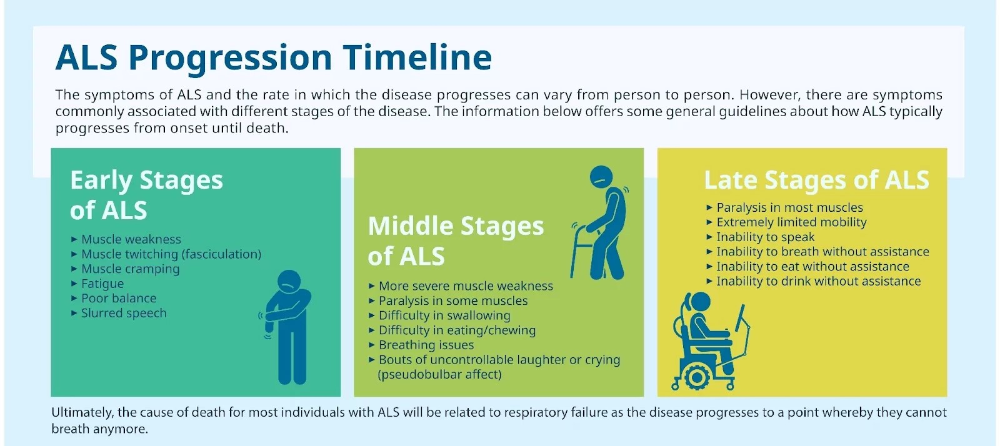 ALS Progression Timeline
The symptoms of ALS and the rate in which the disease progresses can vary from person to person. However, there are symptoms
commonly associated with different stages of the disease. The information below offers some general guidelines about how ALS typically
progresses from onset until death.
Early Stages
of ALS
▸ Muscle weakness
▸ Muscle twitching (fasciculation)
▸ Muscle cramping
▸ Fatigue
▸ Poor balance
▸ Slurred speech
Middle Stages
of ALS
▸ More severe muscle weakness
▸ Paralysis in some muscles
▸ Difficulty in swallowing
▸ Difficulty in eating/chewing
▸ Breathing issues
▸ Bouts of uncontrollable laughter or crying
(pseudobulbar affect)
Late Stages of ALS
▸ Paralysis in most muscles
▸ Extremely limited mobility
▸ Inability to speak
▸ Inability to breath without assistance
▸ Inability to eat without assistance
▸ Inability to drink without assistance
Ultimately, the cause of death for most individuals with ALS will be related to respiratory failure as the disease progresses to a point whereby they cannot
breath anymore.